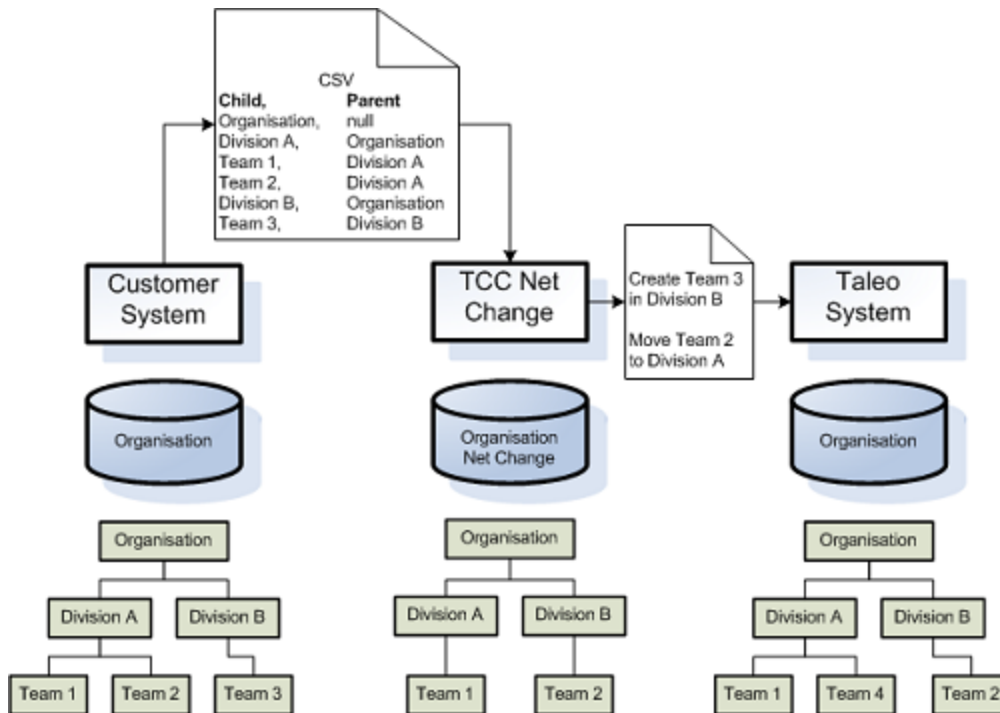 CSV
Child, Parent
Organisation, null
Division A, Organisation
Team 1, Division A
Team 2, Division A
Division B, Organisation
Team 3, Division B
Customer
System
TCC Net
Change
Create Team 3
in Division B
Move Team 2
to Division A
Taleo
System
Organisation
Organisation
Net Change
Organisation
Organisation
Organisation
Organisation
Division A
Division B
Division A
Division B
Division A
Division B
Team 1
Team 2
Team 3
Team 1
Team 2
Team 1
Team 4
Team 2